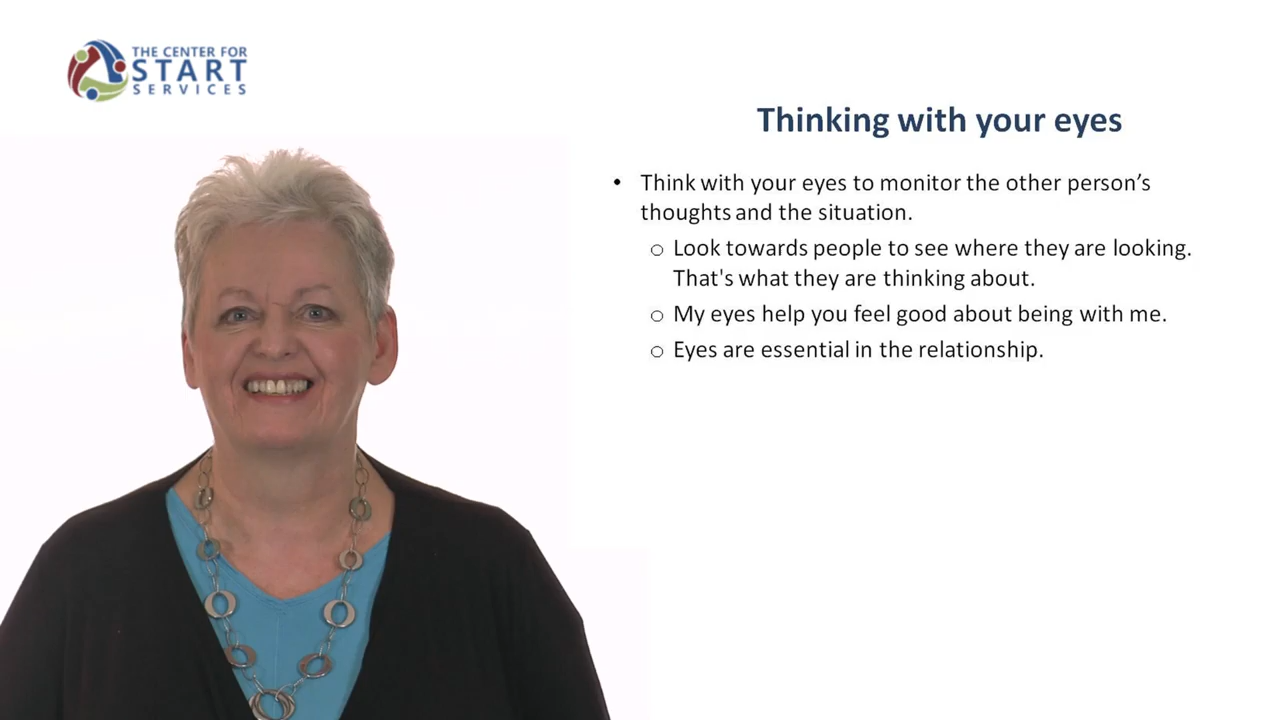 THE CENTER FOR
START
SERVICES
Thinking with your eyes
• Think with your eyes to monitor the other person’s
thoughts and the situation.
o Look towards people to see where they are looking.
That's what they are thinking about.
o My eyes help you feel good about being with me.
o Eyes are essential in the relationship.